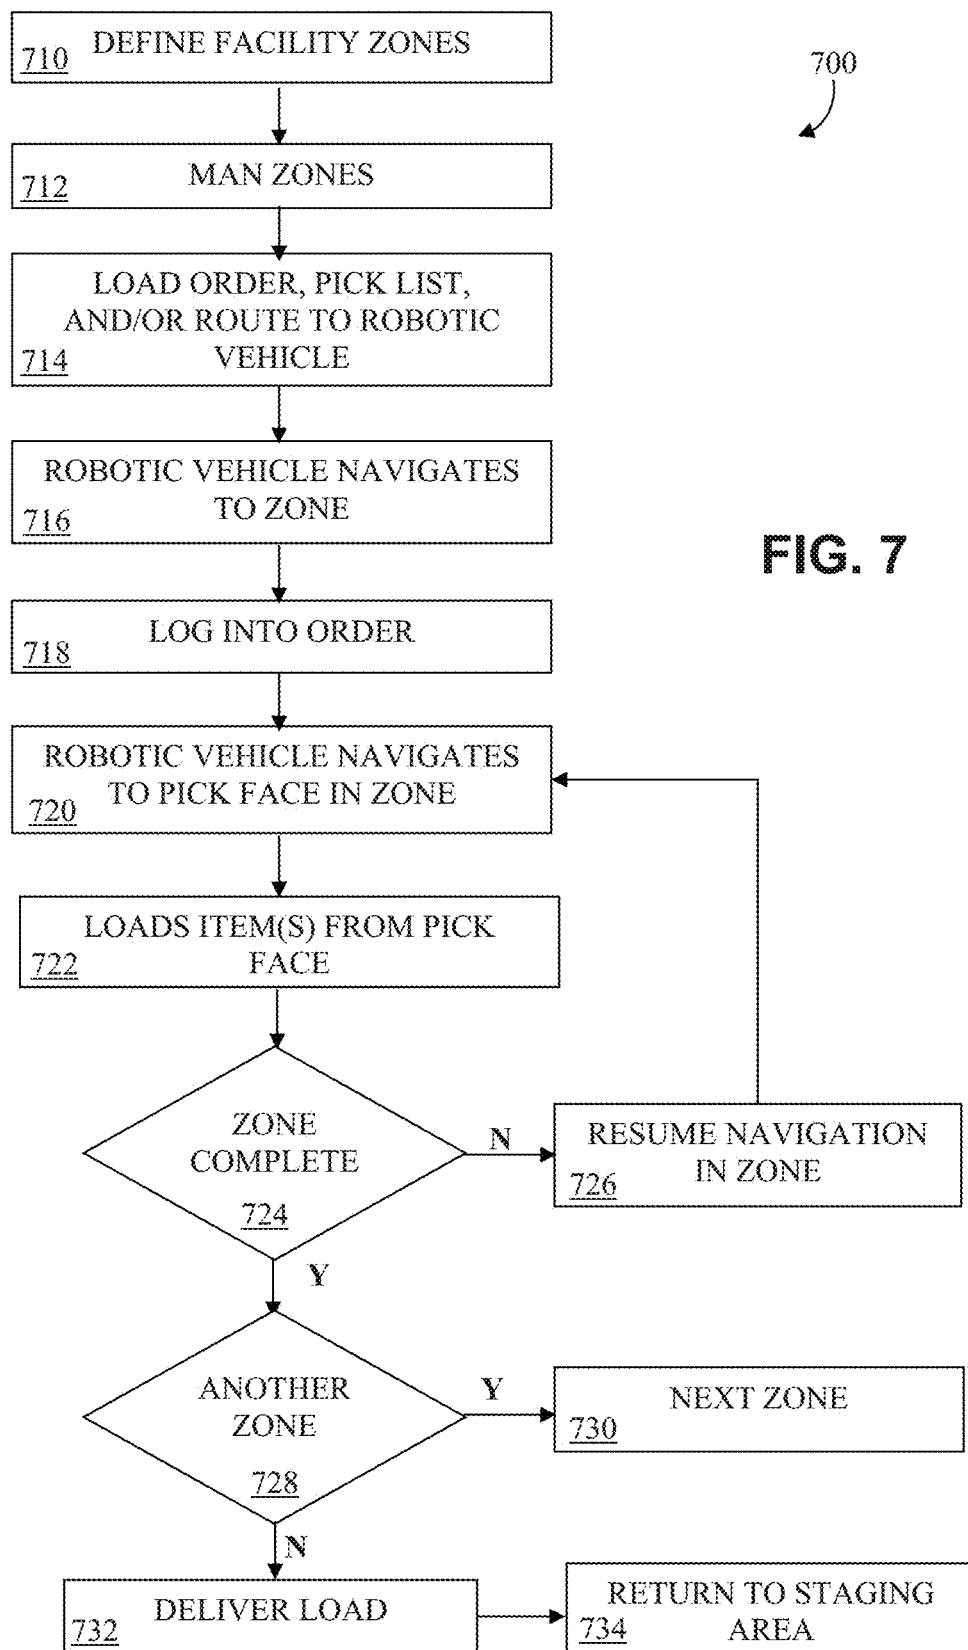 DEFINE FACILITY ZONES
710
700
MAN ZONES
712
LOAD ORDER, PICK LIST,
AND/OR ROUTE TO ROBOTIC
VEHICLE
714
ROBOTIC VEHICLE NAVIGATES
TO ZONE
716
FIG. 7
LOG INTO ORDER
718
ROBOTIC VEHICLE NAVIGATES
TO PICK FACE IN ZONE
720
LOADS ITEM(S) FROM PICK
FACE
722
ZONE
COMPLETE
724
N
RESUME NAVIGATION
IN ZONE
726
Y
ANOTHER
ZONE
728
Y
NEXT ZONE
730
N
DELIVER LOAD
732
RETURN TO STAGING
AREA
734